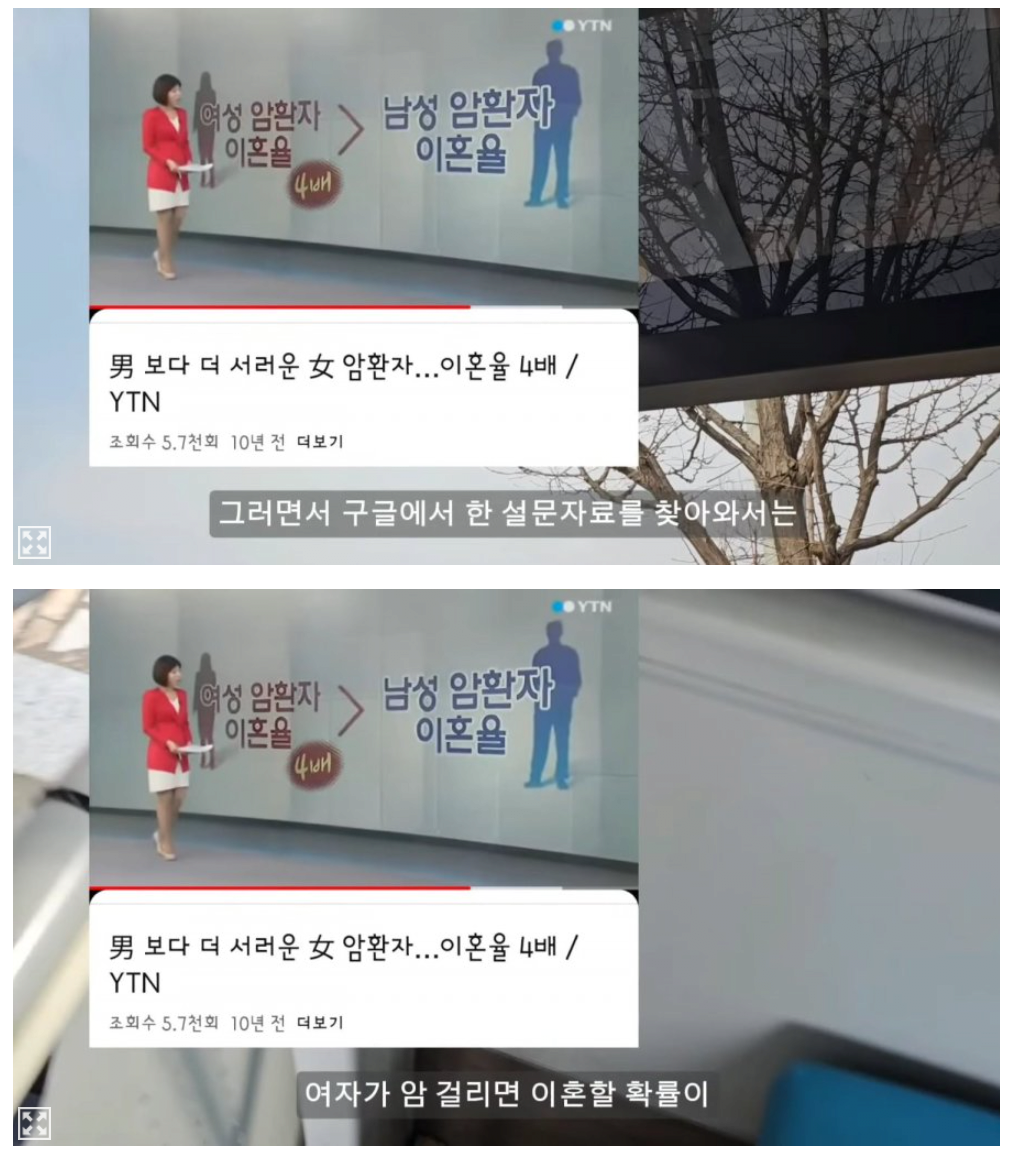 YTN
여성 암환자
이혼율
4배
>
남성 암환자
이혼율
男 보다 더 서러운 女 암환자...이혼율 4배 /
YTN
조회수 5.7천회 10년 전 더보기
그러면서 구글에서 한 설문자료를 찾아와서는
YTN
여성 암환자
이혼율
4배
>
남성 암환자
이혼율
男 보다 더 서러운 女 암환자...이혼율 4배 /
YTN
조회수 5.7천회 10년 전 더보기
여자가 암 걸리면 이혼할 확률이